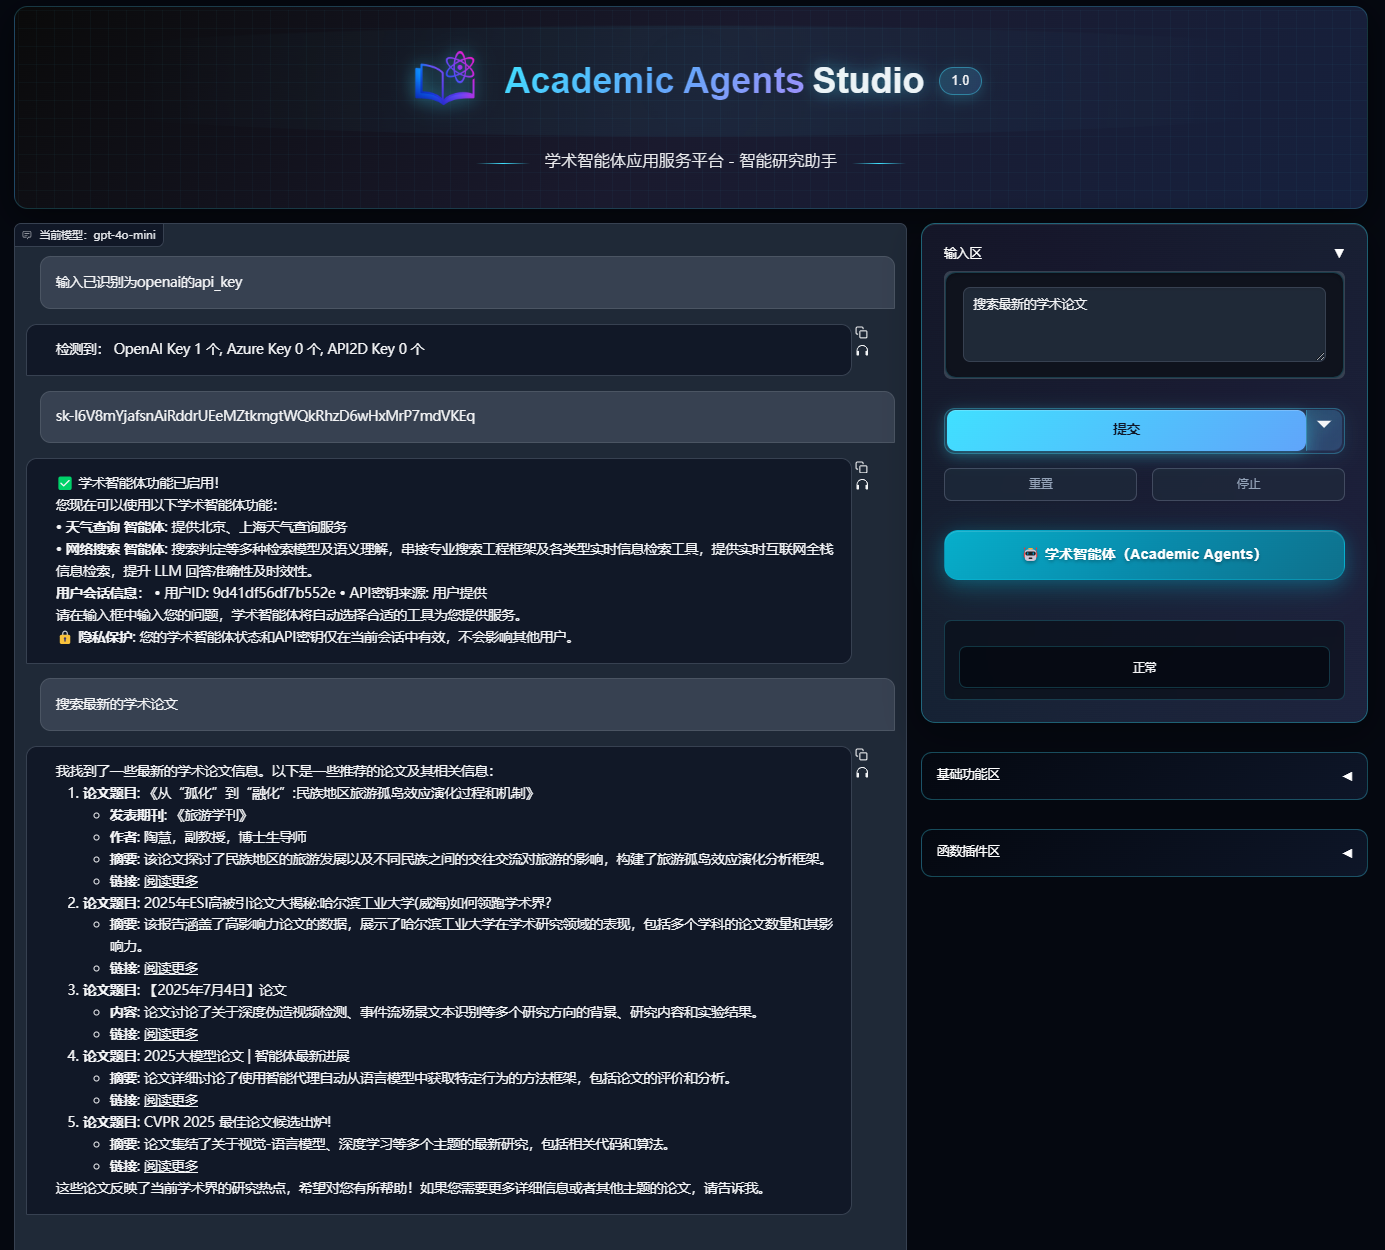 Academic Agents Studio 1.0
学术智能体应用服务平台 - 智能研究助手
当前模型：gpt-4o-mini
输入已识别为openai的api_key
检测到： OpenAI Key 1 个, Azure Key 0 个, API2D Key 0 个
sk-l6V8mYjafsnAiRddrUEeMZtkmgtWQkRhzD6wHxMrP7mdVKEq
✅ 学术智能体功能已启用！
您现在可以使用以下学术智能体功能：
• 天气查询 智能体: 提供北京、上海天气查询服务
• 网络搜索 智能体: 搜索判定等多种检索模型及语义理解，串接专业搜索工程框架及各类型实时信息检索工具，提供实时互联网全栈
信息检索，提升 LLM 回答准确性及时效性。
用户会话信息： • 用户ID: 9d41df56df7b552e • API密钥来源: 用户提供
请在输入框中输入您的问题，学术智能体将自动选择合适的工具为您提供服务。
🔒 隐私保护: 您的学术智能体状态和API密钥仅在当前会话中有效，不会影响其他用户。
搜索最新的学术论文
我找到了一些最新的学术论文信息。以下是一些推荐的论文及其相关信息：
1. 论文题目: 《从“孤化”到“融化”:民族地区旅游孤岛效应演化过程和机制》
发表期刊: 《旅游学刊》
作者: 陶慧，副教授，博士生导师
摘要: 该论文探讨了民族地区的旅游发展以及不同民族之间的交往交流对旅游的影响，构建了旅游孤岛效应演化分析框架。
链接: 阅读更多
2. 论文题目: 2025年ESI高被引论文大揭秘:哈尔滨工业大学(威海)如何领跑学术界?
摘要: 该报告涵盖了高影响力论文的数据，展示了哈尔滨工业大学在学术研究领域的表现，包括多个学科的论文数量和其影
响力。
链接: 阅读更多
3. 论文题目: 【2025年7月4日】论文
内容: 论文讨论了关于深度伪造视频检测、事件流场景文本识别等多个研究方向的背景、研究内容和实验结果。
链接: 阅读更多
4. 论文题目: 2025大模型论文 | 智能体最新进展
摘要: 论文详细讨论了使用智能代理自动从语言模型中获取特定行为的方法框架，包括论文的评价和分析。
链接: 阅读更多
5. 论文题目: CVPR 2025 最佳论文候选出炉!
摘要: 论文集结了关于视觉-语言模型、深度学习等多个主题的最新研究，包括相关代码和算法。
链接: 阅读更多
这些论文反映了当前学术界的研究热点，希望对您有所帮助！如果您需要更多详细信息或者其他主题的论文，请告诉我。
输入区
搜索最新的学术论文
提交
重置
停止
学术智能体（Academic Agents）
正常
基础功能区
函数插件区